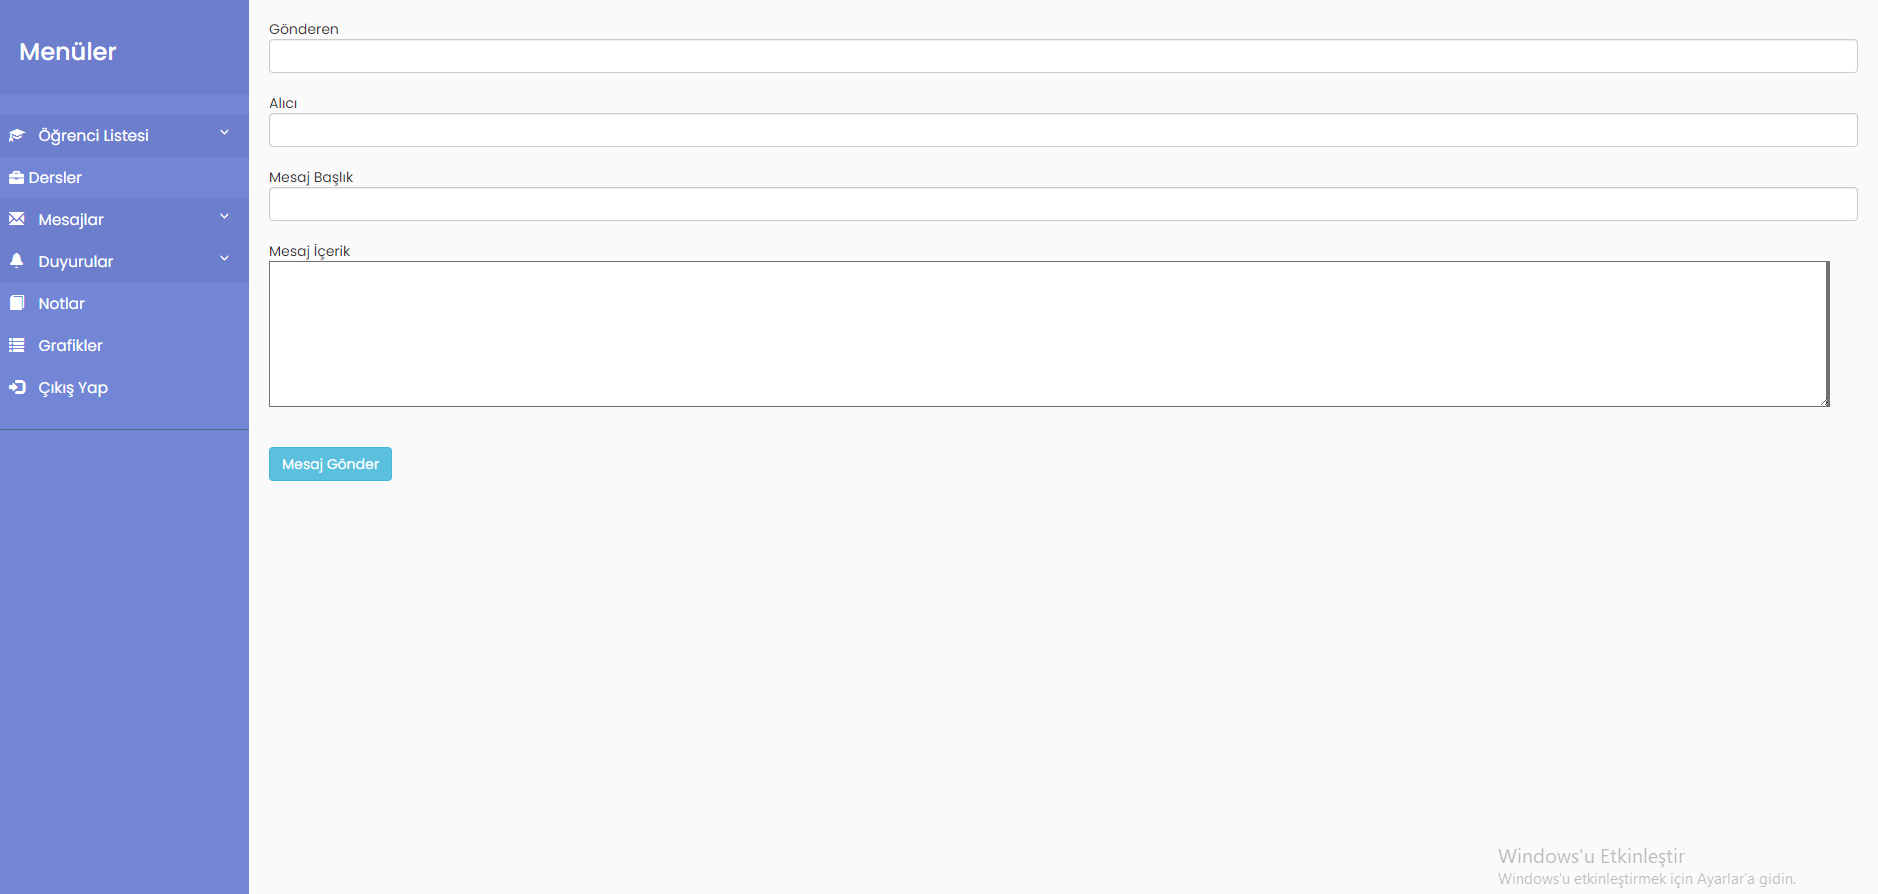 Menüler
Öğrenci Listesi
Dersler
Mesajlar
Duyurular
Notlar
Grafikler
Çıkış Yap
Gönderen
Alıcı
Mesaj Başlık
Mesaj İçerik
Mesaj Gönder
Windows'u Etkinleştir
Windows'u etkinleştirmek için Ayarlar'a gidin.